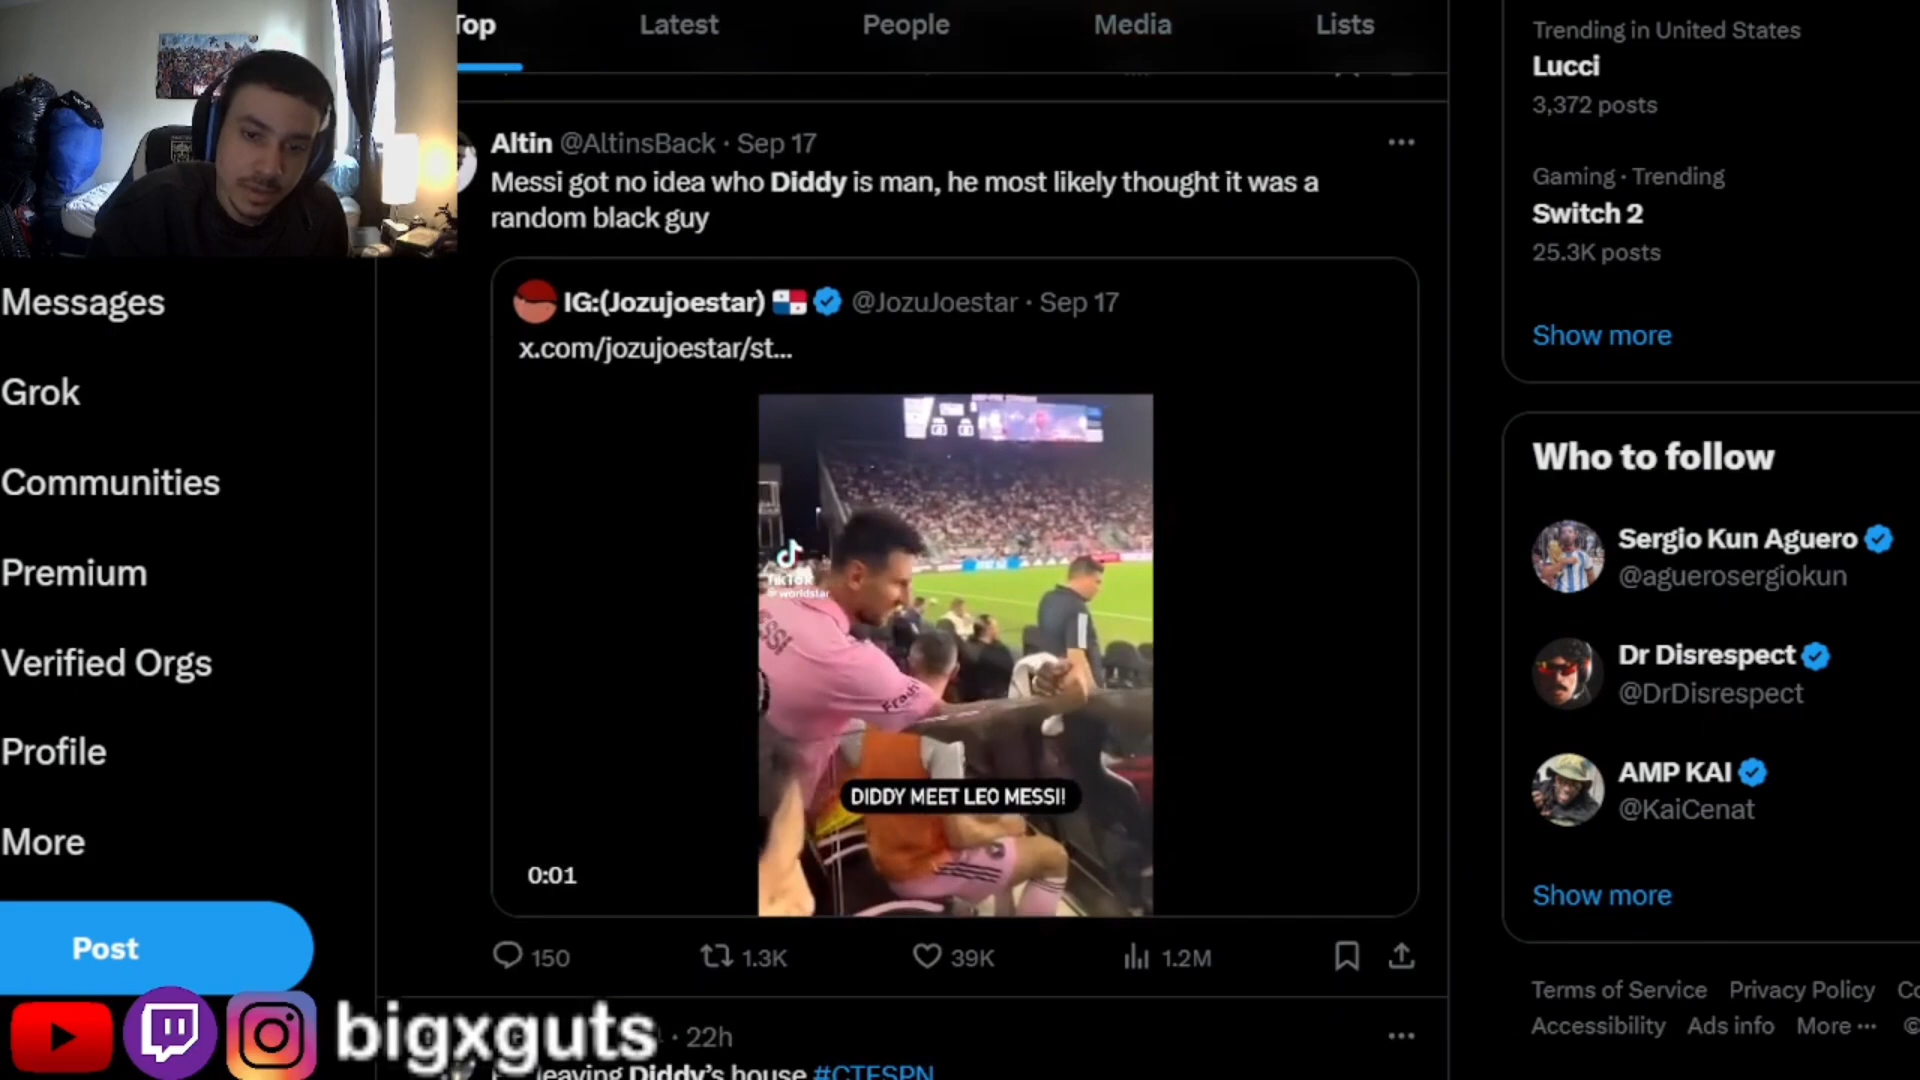 Top
Latest
People
Media
Lists
Altin @AltinsBack · Sep 17
Messi got no idea who Diddy is man, he most likely thought it was a
random black guy
IG:(Jozujoestar) @JozuJoestar · Sep 17
x.com/jozujoestar/st...
TikTok
worldstar
DIDDY MEET LEO MESSI!
0:01
150
1.3K
39K
1.2M
· 22h
leaving Diddy's house #CTESPN
Messages
Grok
Communities
Premium
Verified Orgs
Profile
More
Post
bigxguts
Trending in United States
Lucci
3,372 posts
Gaming · Trending
Switch 2
25.3K posts
Show more
Who to follow
Sergio Kun Aguero
@aguerosergiokun
Dr Disrespect
@DrDisrespect
AMP KAI
@KaiCenat
Show more
Terms of Service Privacy Policy
Accessibility Ads info More ···